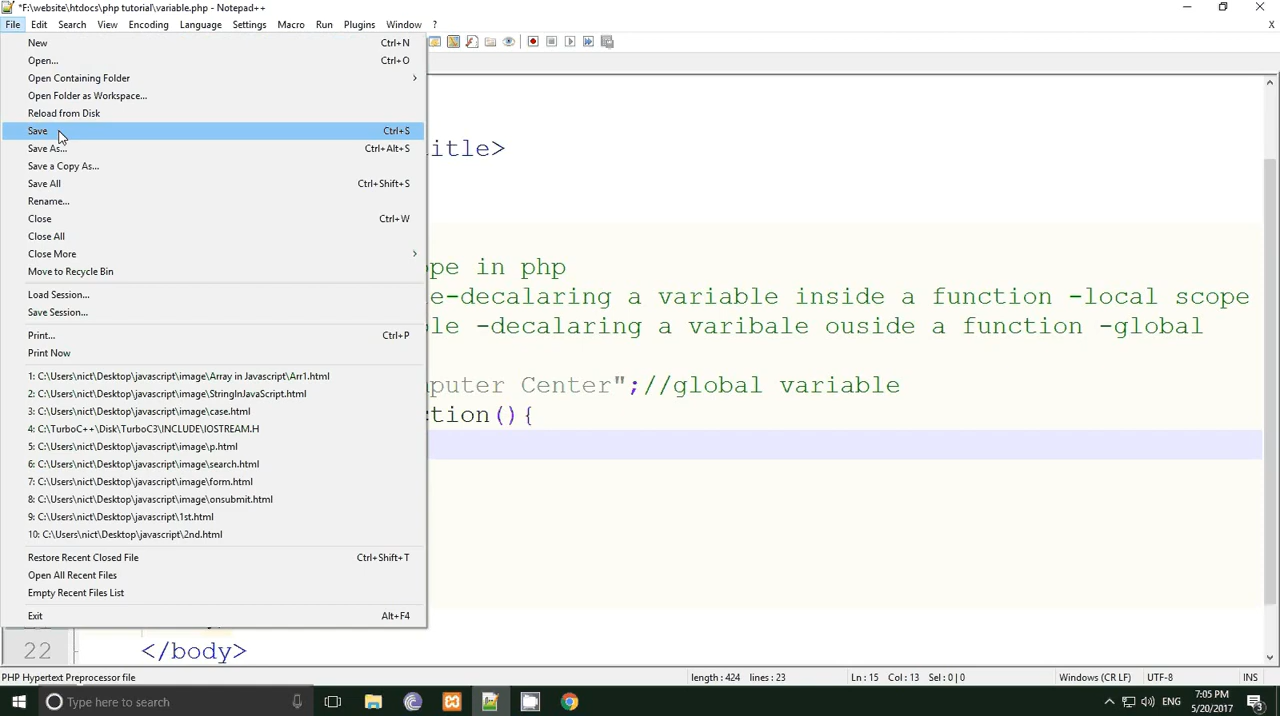 *F:\website\htdocs\php tutorial\variable.php - Notepad++
File Edit Search View Encoding Language Settings Macro Run Plugins Window ?
X
New Ctrl+N
Open... Ctrl+O
Open Containing Folder
Open Folder as Workspace...
Reload from Disk
Save Ctrl+S
Save As... Ctrl+Alt+S
Save a Copy As...
Save All Ctrl+Shift+S
Rename...
Close Ctrl+W
Close All
Close More
Move to Recycle Bin
Load Session...
Save Session...
Print... Ctrl+P
Print Now
1: C:\Users\nict\Desktop\javascript\image\Array in Javascript\Arr1.html
2: C:\Users\nict\Desktop\javascript\image\StringInJavaScript.html
3: C:\Users\nict\Desktop\javascript\image\case.html
4: C:\TurboC++\Disk\TurboC3\INCLUDE\IOSTREAM.H
5: C:\Users\nict\Desktop\javascript\image\p.html
6: C:\Users\nict\Desktop\javascript\image\search.html
7: C:\Users\nict\Desktop\javascript\image\form.html
8: C:\Users\nict\Desktop\javascript\image\onsubmit.html
9: C:\Users\nict\Desktop\javascript\1st.html
10: C:\Users\nict\Desktop\javascript\2nd.html
Restore Recent Closed File Ctrl+Shift+T
Open All Recent Files
Empty Recent Files List
Exit Alt+F4
itle>
ope in php
e-decalaring a variable inside a function -local scope
ble -decalaring a varibale ouside a function -global
mputer Center";//global variable
ction(){
22 </body>
PHP Hypertext Preprocessor file length : 424 lines : 23 Ln : 15 Col : 13 Sel : 0 | 0 Windows (CR LF) UTF-8 INS
Type here to search
ENG
7:05 PM
5/20/2017
3